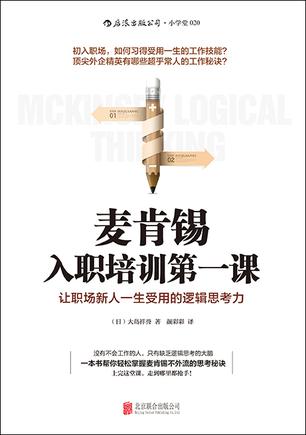 后浪出版公司·小学堂 020
初入职场，如何习得受用一生的工作技能？
顶尖外企精英有哪些超乎常人的工作秘诀？
MCKINSEY LOGICAL
THINKING
01
02
麦肯锡
入职培训第一课
让职场新人一生受用的逻辑思考力
（日）大岛祥誉 著 颜彩彩 译
没有不会工作的人，只有缺乏逻辑思考的大脑
一本书帮你轻松掌握麦肯锡不外流的思考秘诀
上完这堂课，走到哪里都抢手！
北京联合出版公司